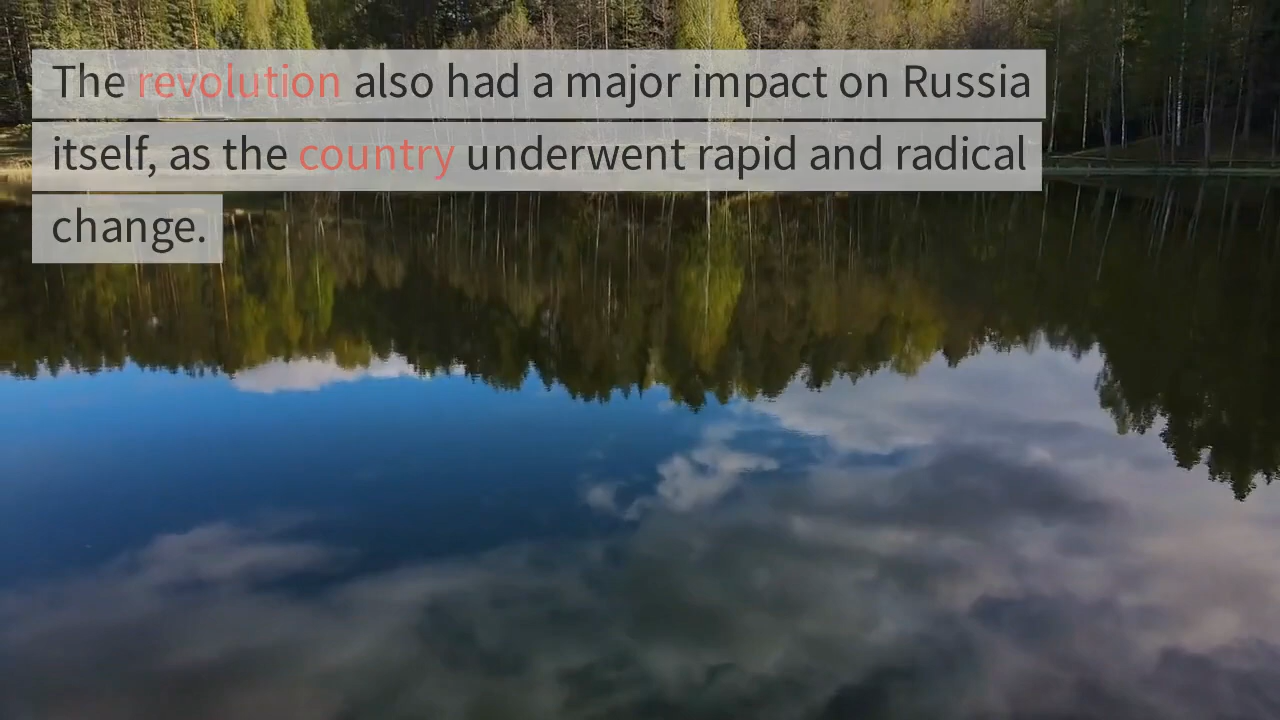 The revolution also had a major impact on Russia
itself, as the country underwent rapid and radical
change.